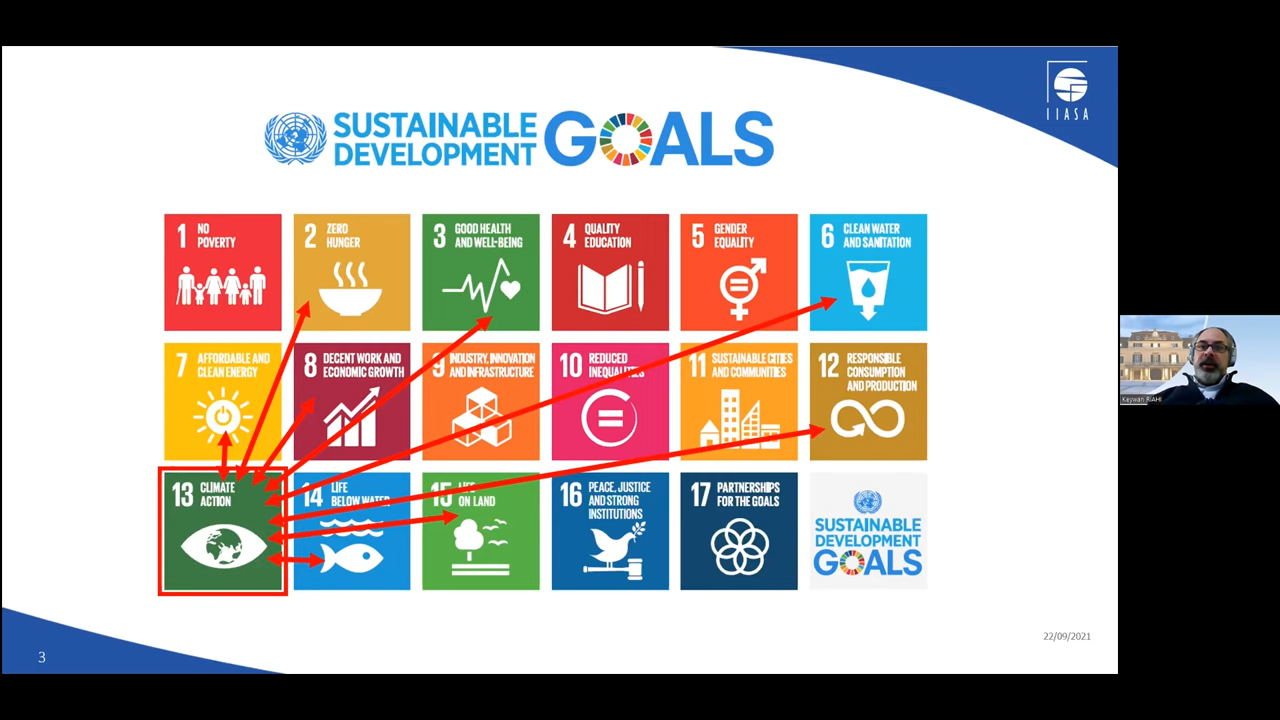 IIASA
SUSTAINABLE
DEVELOPMENT
GOALS
1 NO
POVERTY
2 ZERO
HUNGER
3 GOOD HEALTH
AND WELL-BEING
4 QUALITY
EDUCATION
5 GENDER
EQUALITY
6 CLEAN WATER
AND SANITATION
7 AFFORDABLE AND
CLEAN ENERGY
8 DECENT WORK AND
ECONOMIC GROWTH
9 INDUSTRY, INNOVATION
AND INFRASTRUCTURE
10 REDUCED
INEQUALITIES
11 SUSTAINABLE CITIES
AND COMMUNITIES
12 RESPONSIBLE
CONSUMPTION
AND PRODUCTION
13 CLIMATE
ACTION
14 LIFE
BELOW WATER
15 LIFE
ON LAND
16 PEACE, JUSTICE
AND STRONG
INSTITUTIONS
17 PARTNERSHIPS
FOR THE GOALS
SUSTAINABLE
DEVELOPMENT
GOALS
Keywan RIAHI
22/09/2021
3